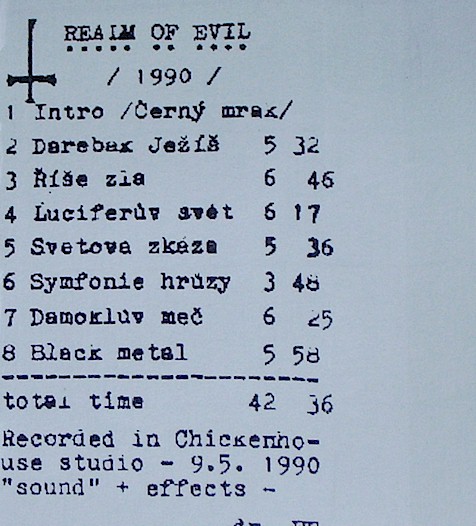 REALM OF EVIL
/ 1990 /
1 Intro /Černý mrak/
2 Darebak Ježíš 5 32
3 Říše zla 6 46
4 Luciferův svět 6 17
5 Svetova zkáza 5 36
6 Symfonie hrůzy 3 48
7 Damokluv meč 6 25
8 Black metal 5 58
total time 42 36
Recorded in Chickenho-
use studio - 9.5. 1990
"sound" + effects -